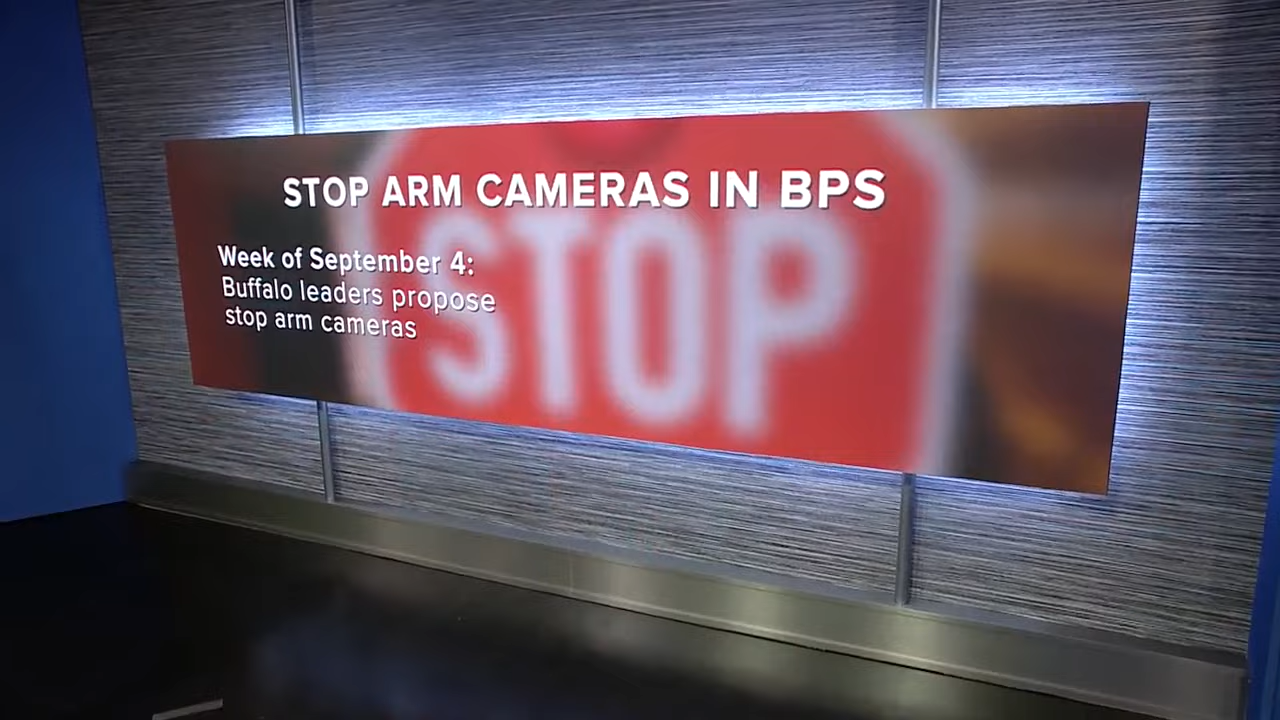 STOP ARM CAMERAS IN BPS
Week of September 4:
Buffalo leaders propose
stop arm cameras
STOP